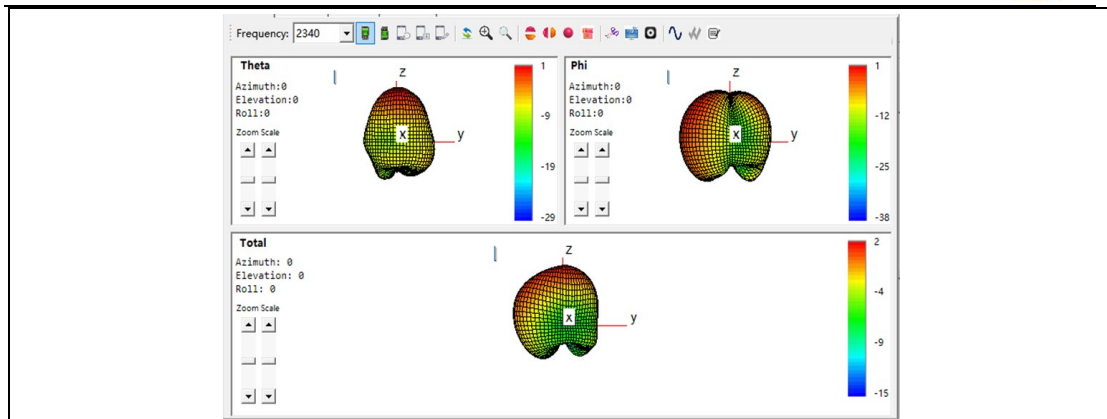 Frequency: 2340
Theta
Azimuth:0
Elevation:0
Roll:0
Zoom Scale
z
y
x
1
-9
-19
-29
Phi
Azimuth:0
Elevation:0
Roll:0
Zoom Scale
z
y
x
1
-12
-25
-38
Total
Azimuth: 0
Elevation: 0
Roll: 0
Zoom Scale
z
y
x
2
-4
-9
-15